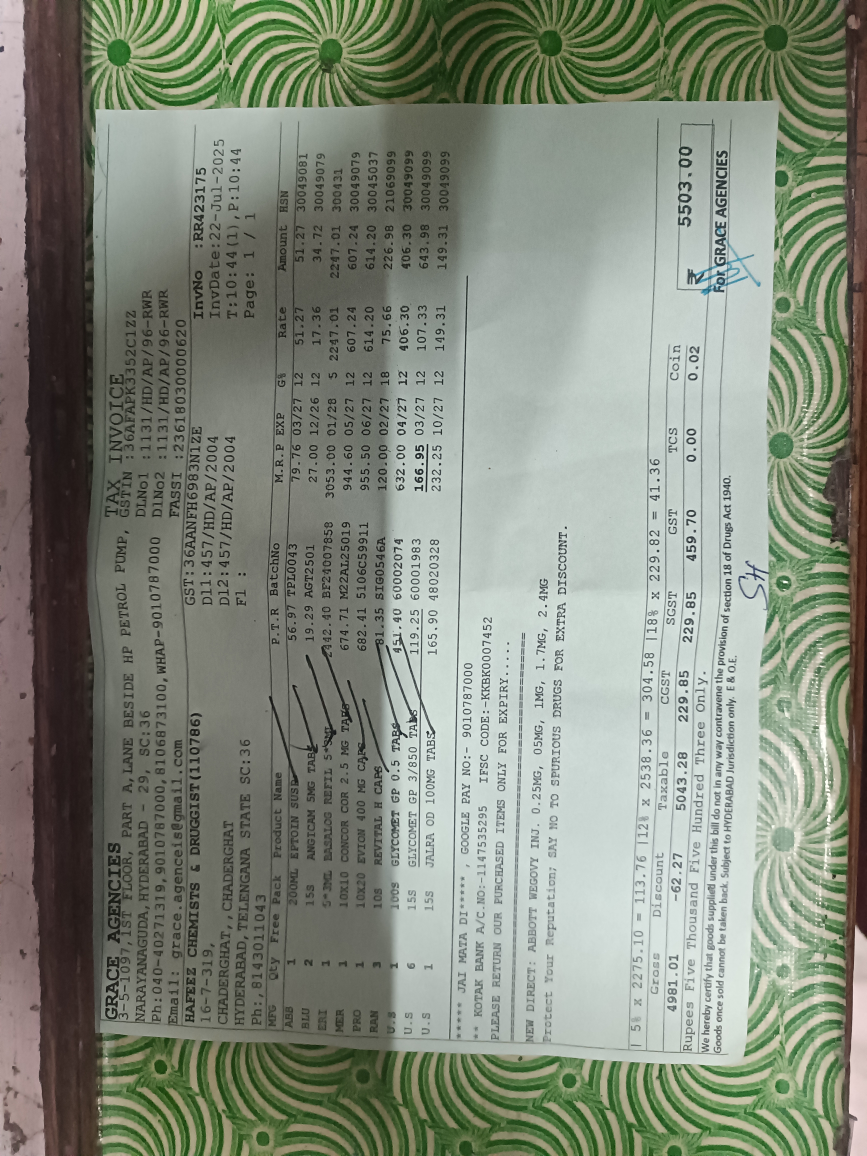 TAX INVOICE
GRACE AGENCIES
3-5-1097,1ST FLOOR, PART A,LANE BESIDE HP PETROL PUMP, GSTIN :36AFAPK3352C1ZZ
NARAYANAGUDA,HYDERABAD - 29, SC:36 DLNo1 :1131/HD/AP/96-RWR
Ph:040-40271319,9010787000,8106873100,WHAP-9010787000 DlNo2 :1131/HD/AP/96-RWR
Email: grace.agenceis@gmail.com FASSI :23618030000620
HAFEEZ CHEMISTS & DRUGGIST(110786) GST:36AANFH6983N1ZE InvNo :RR423175
16-7-319, D11:457/HD/AP/2004 InvDate:22-Jul-2025
CHADERGHAT,,CHADERGHAT D12:457/HD/AP/2004 T:10:44(1),P:10:44
HYDERABAD,TELENGANA STATE SC:36 Fl : Page: 1 / 1
Ph:,8143011043
MFG Qty Free Pack Product Name P.T.R BatchNo M.R.P EXP G% Rate Amount HSN
ABB 1 200ML EPTOIN SUSP 56.97 TPL0043 79.76 03/27 12 51.27 51.27 30049081
BLU 2 15S ANGICAM 5MG TABS 19.29 AGT2501 27.00 12/26 12 17.36 34.72 30049079
ERI 1 5*3ML BASALOG REFIL 5*3ML 2442.40 BF24007858 3053.00 01/28 5 2247.01 2247.01 300431
MER 1 10X10 CONCOR COR 2.5 MG TABS 674.71 M22AL25019 944.60 05/27 12 607.24 607.24 30049079
PRO 1 10X20 EVION 400 MG CAPS 682.41 5106C59911 955.50 06/27 12 614.20 614.20 30045037
RAN 3 10S REVITAL H CAPS 81.35 SIG0546A 120.00 02/27 18 75.66 226.98 21069099
U.S 1 100S GLYCOMET GP 0.5 TABS 451.40 60002074 632.00 04/27 12 406.30 406.30 30049099
U.S 6 15S GLYCOMET GP 3/850 TABS 119.25 60001983 166.95 03/27 12 107.33 643.98 30049099
U.S 1 15S JALRA OD 100MG TABS 165.90 48020328 232.25 10/27 12 149.31 149.31 30049099
***** JAI MATA DI***** , GOOGLE PAY NO:- 9010787000
** KOTAK BANK A/C.NO:-1147535295 IFSC CODE:-KKBK0007452
PLEASE RETURN OUR PURCHASED ITEMS ONLY FOR EXPIRY.....
NEW DIRECT: ABBOTT WEGOVY INJ. 0.25MG, 05MG, 1MG, 1.7MG, 2.4MG
Protect Your Reputation; SAY NO TO SPURIOUS DRUGS FOR EXTRA DISCOUNT.
| 5% x 2275.10 = 113.76 |12% x 2538.36 = 304.58 |18% x 229.82 = 41.36
Gross Discount Taxable CGST SGST GST TCS Coin
4981.01 -62.27 5043.28 229.85 229.85 459.70 0.00 0.02 ₹ 5503.00
Rupees Five Thousand Five Hundred Three Only.
We hereby certify that goods supplied under this bill do not in any way contravene the provision of section 18 of Drugs Act 1940. For GRACE AGENCIES
Goods once sold cannot be taken back. Subject to HYDERABAD Jurisdiction only. E & O.E.